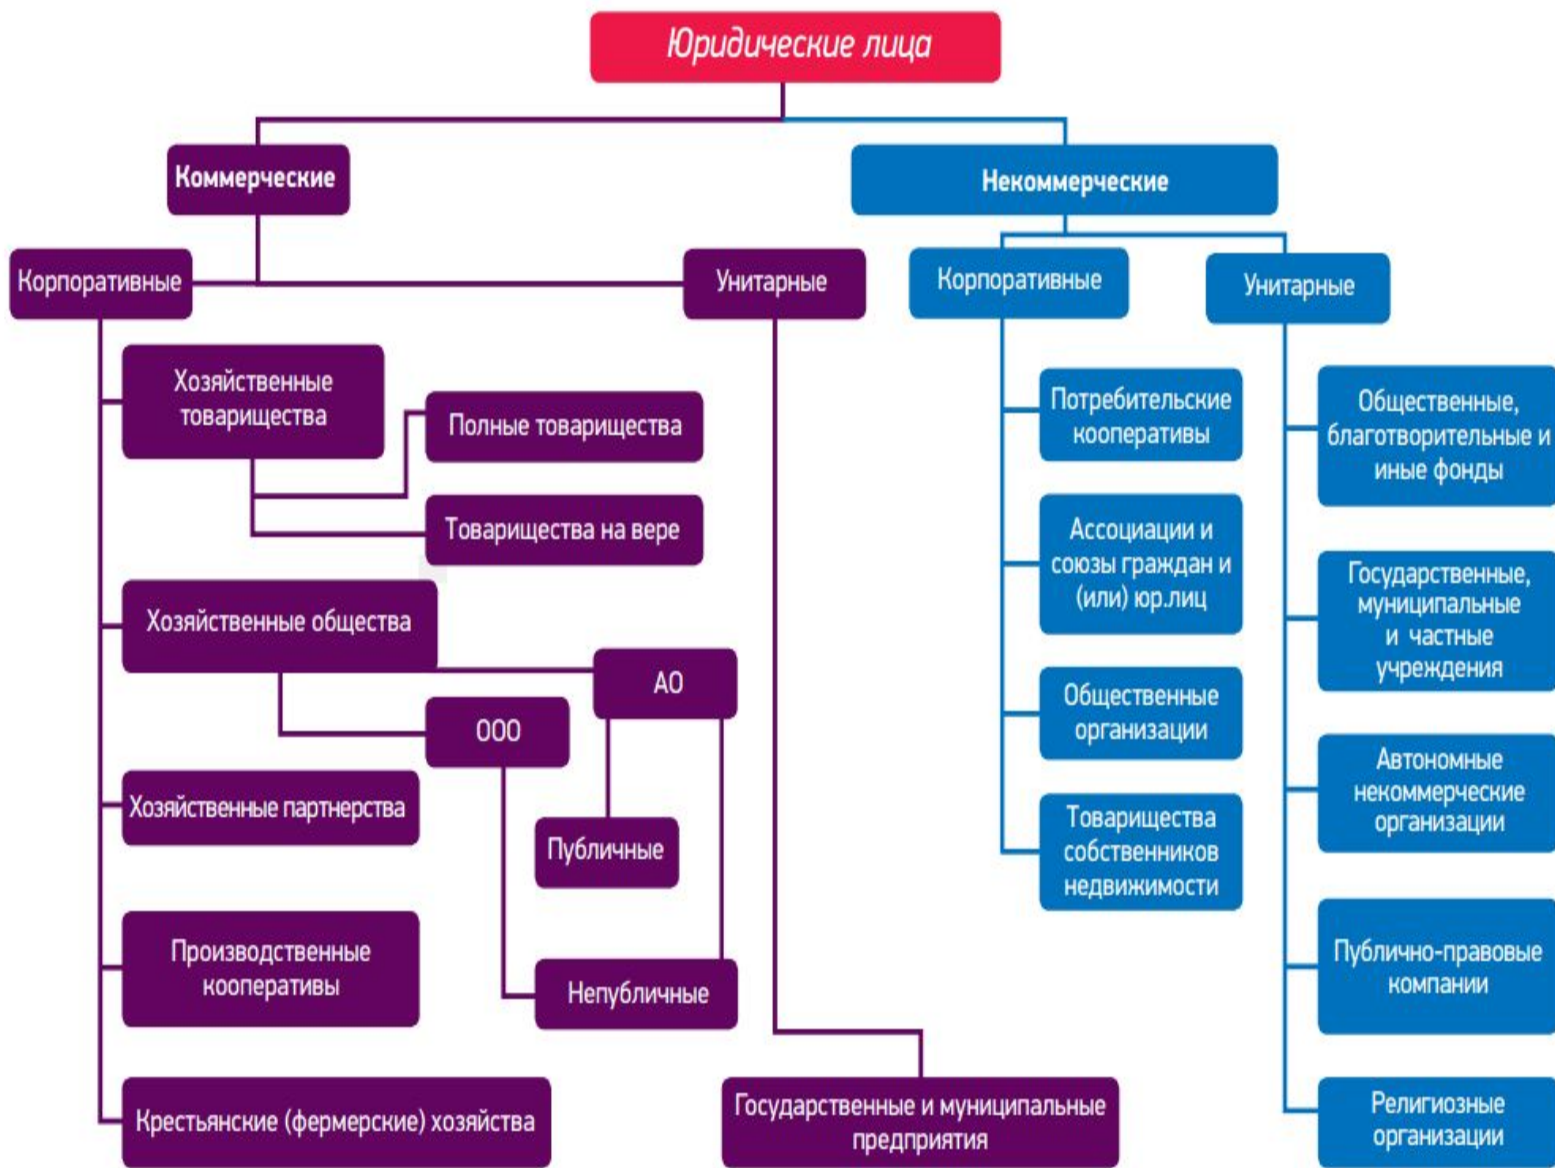 Юридические лица
Коммерческие
Некоммерческие
Корпоративные
Унитарные
Корпоративные
Унитарные
Хозяйственные
товарищества
Полные товарищества
Товарищества на вере
Хозяйственные общества
АО
ООО
Хозяйственные партнерства
Публичные
Производственные
кооперативы
Непубличные
Крестьянские (фермерские) хозяйства
Государственные и муниципальные
предприятия
Потребительские
кооперативы
Ассоциации и
союзы граждан и
(или) юр.лиц
Общественные
организации
Товарищества
собственников
недвижимости
Общественные,
благотворительные и
иные фонды
Государственные,
муниципальные
и частные
учреждения
Автономные
некоммерческие
организации
Публично-правовые
компании
Религиозные
организации